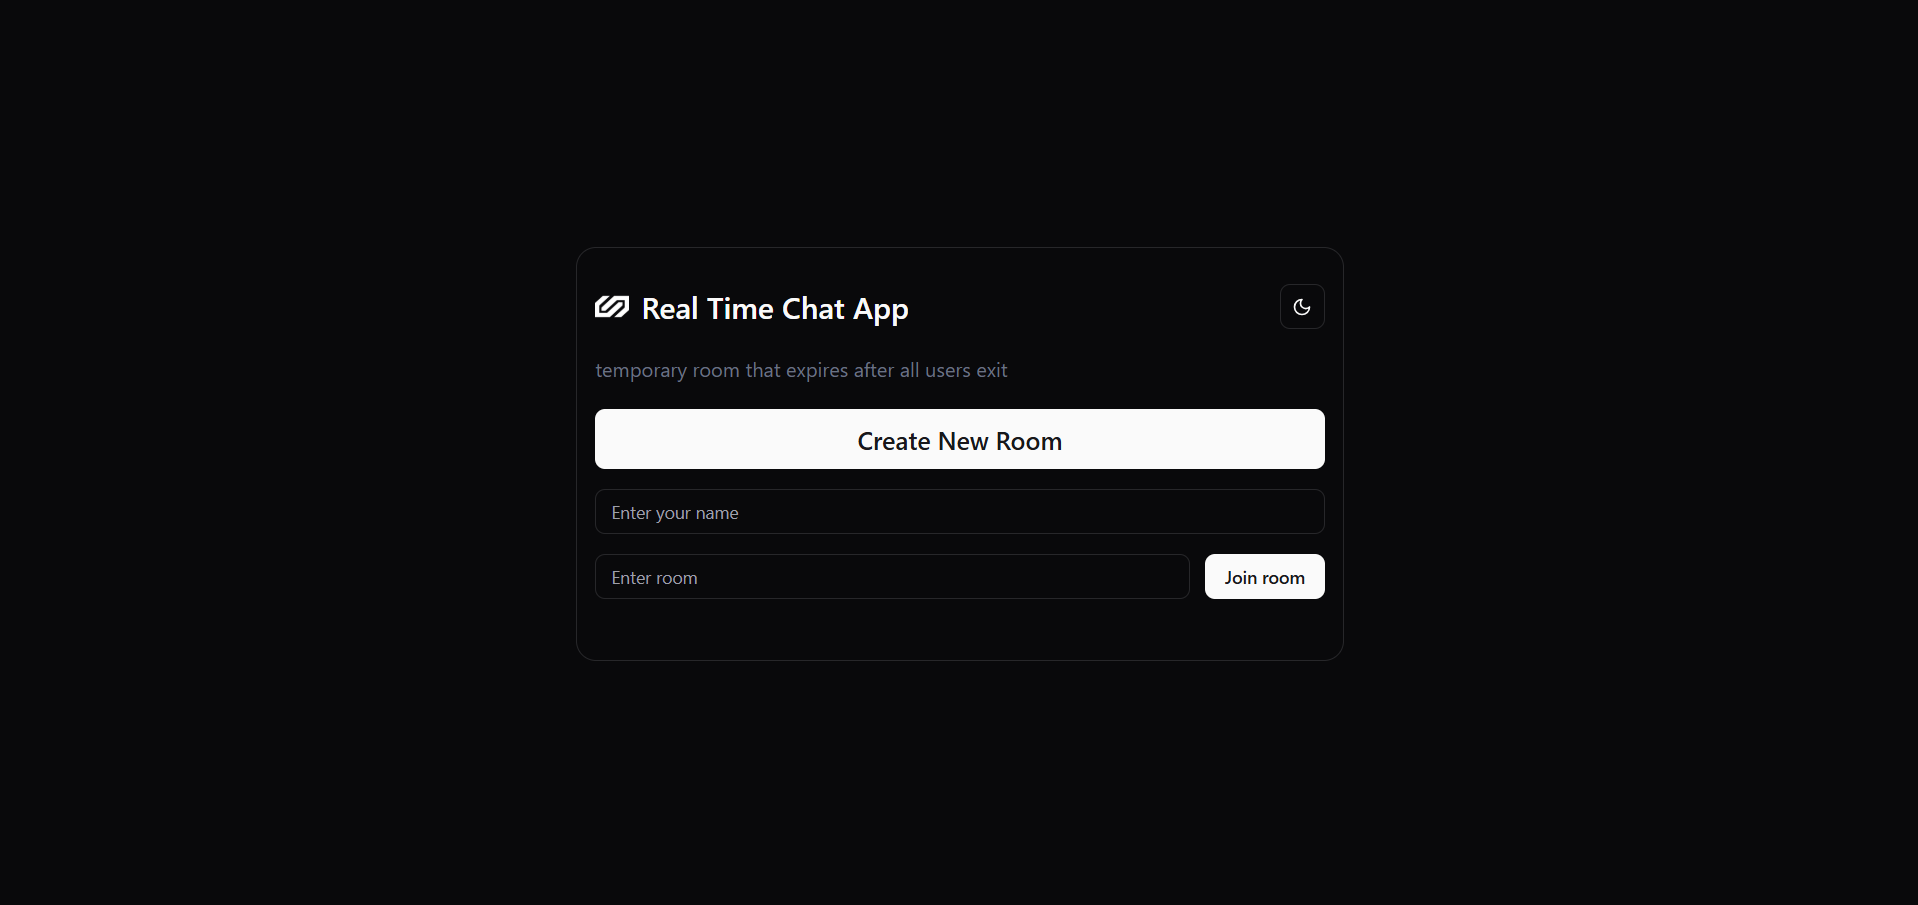 Real Time Chat App
temporary room that expires after all users exit
Create New Room
Enter your name
Enter room
Join room